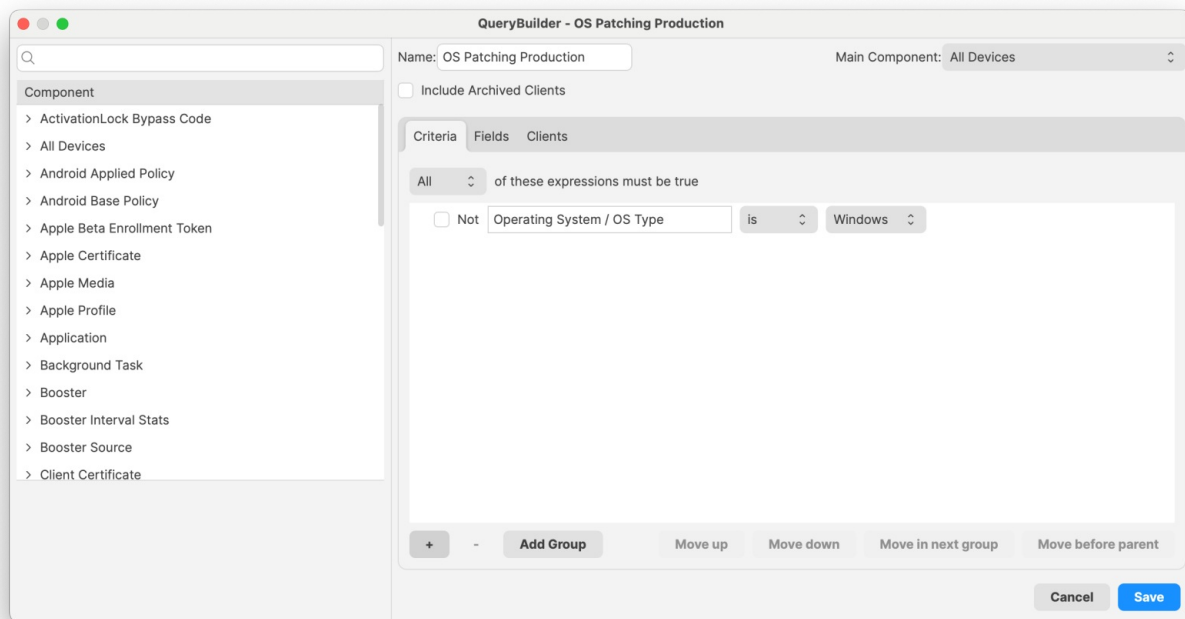 QueryBuilder - OS Patching Production
Name: OS Patching Production Main Component: All Devices
Include Archived Clients
Component
ActivationLock Bypass Code
All Devices
Android Applied Policy
Android Base Policy
Apple Beta Enrollment Token
Apple Certificate
Apple Media
Apple Profile
Application
Background Task
Booster
Booster Interval Stats
Booster Source
Client Certificate
Criteria Fields Clients
All of these expressions must be true
Not Operating System / OS Type is Windows
+ - Add Group Move up Move down Move in next group Move before parent
Cancel Save